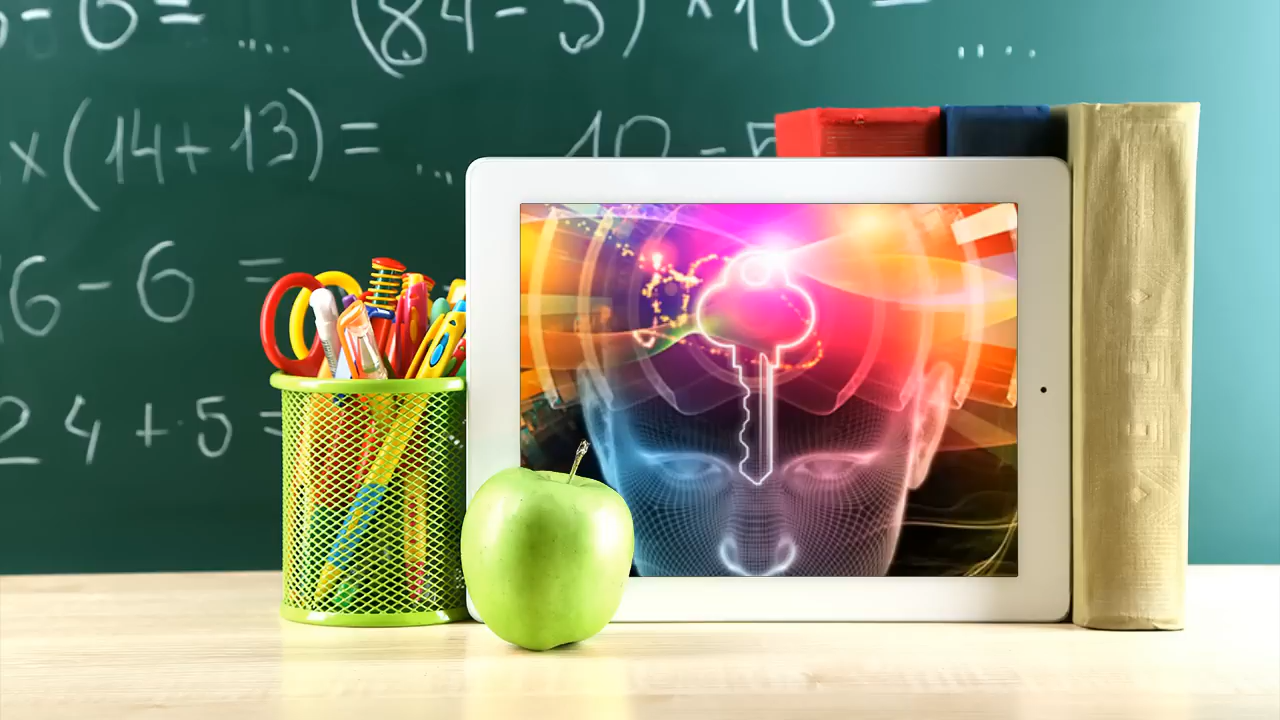 - 6 = .... (84 - 5) × 10 = ....
× (14 + 13) = ... 10 - 5
6 - 6 =
24 + 5 =